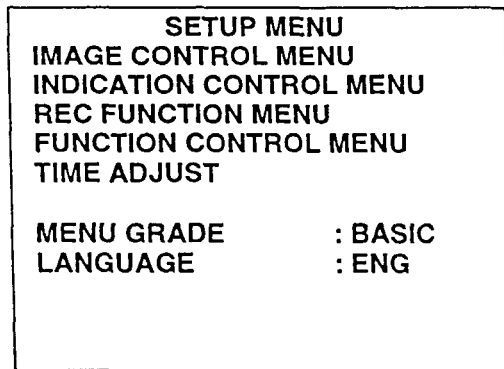 SETUP MENU
IMAGE CONTROL MENU
INDICATION CONTROL MENU
REC FUNCTION MENU
FUNCTION CONTROL MENU
TIME ADJUST
MENU GRADE : BASIC
LANGUAGE : ENG